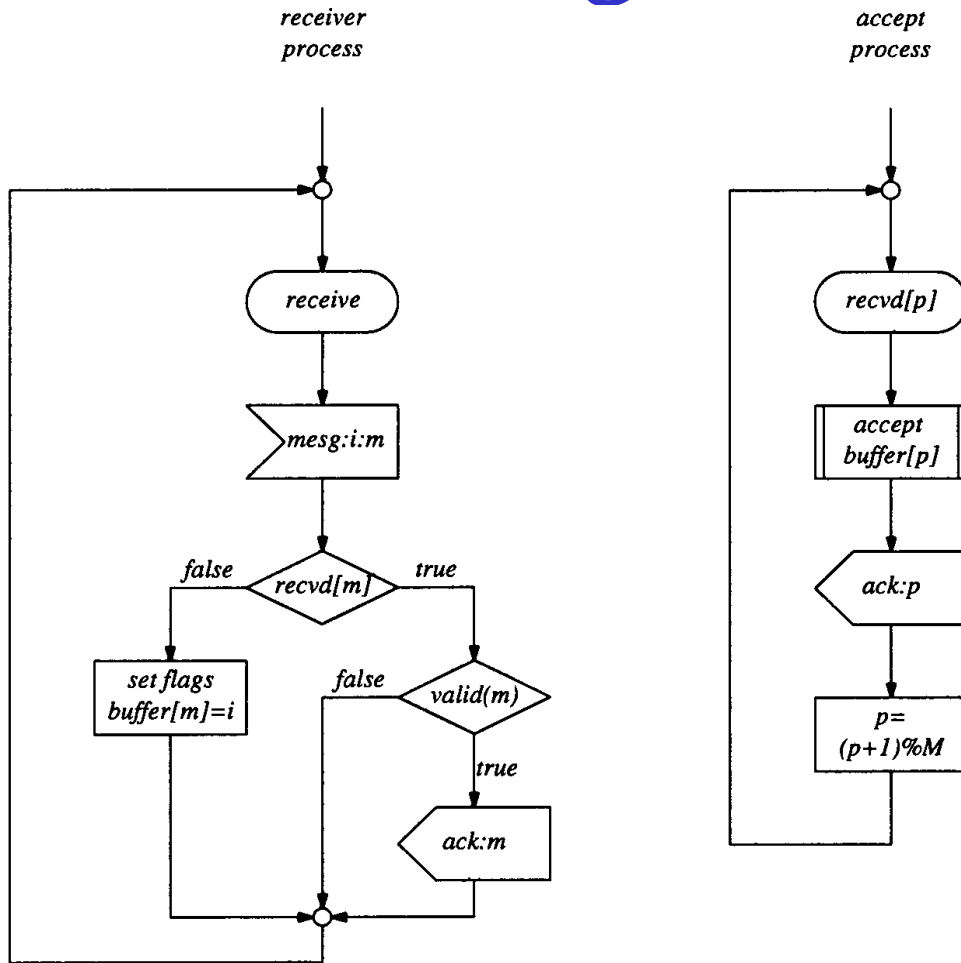 receiver
process
receive
mesg:i:m
false
true
recvd[m]
set flags
buffer[m]=i
false
valid(m)
true
ack:m
accept
process
recvd[p]
accept
buffer[p]
ack:p
p=
(p+1)%M